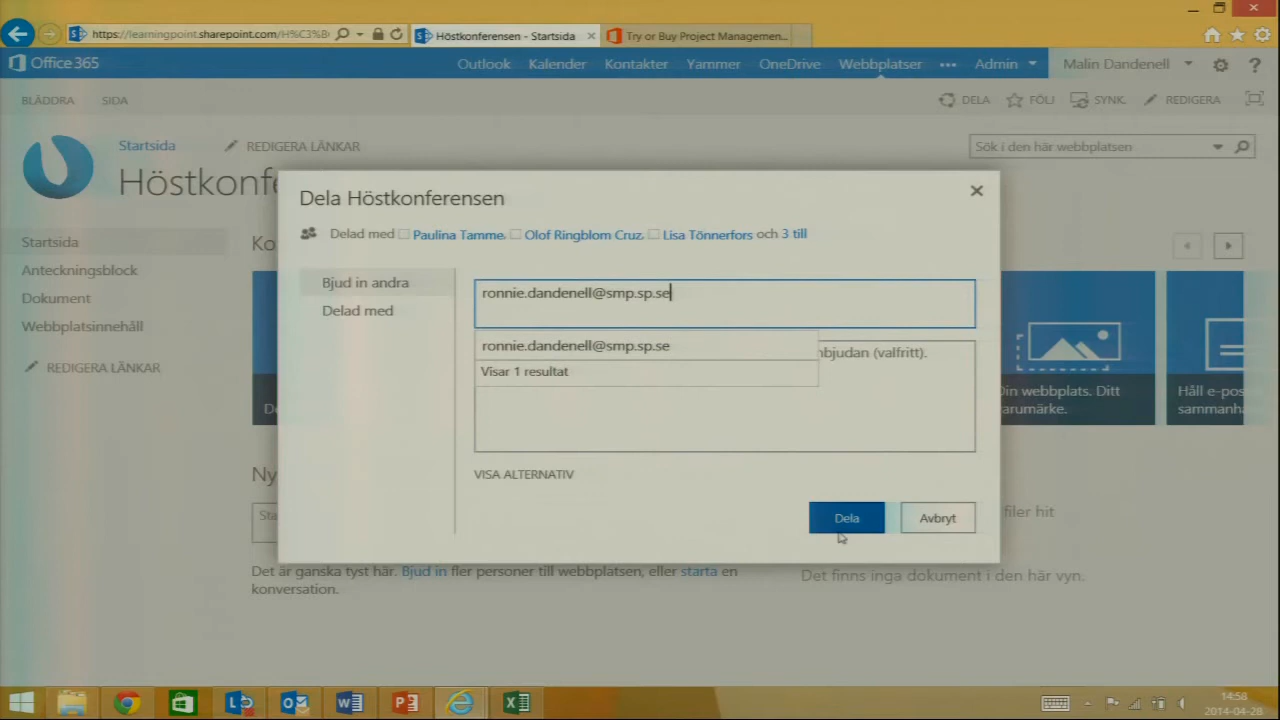 https://learningpoint.sharepoint.com/H%C3%B
Höstkonferensen - Startsida
Try or Buy Project Managemen...
Office 365
Outlook Kalender Kontakter Yammer OneDrive Webbplatser ... Admin Malin Dandenell ?
BLÄDDRA SIDA DELA FÖLJ SYNK. REDIGERA
Startsida REDIGERA LÄNKAR
Sök i den här webbplatsen
Höstkonfe
Dela Höstkonferensen
Delad med Paulina Tamme, Olof Ringblom Cruz, Lisa Tönnerfors och 3 till
Startsida
Anteckningsblock
Dokument
Webbplatsinnehåll
REDIGERA LÄNKAR
Ko
Bjud in andra
Delad med
ronnie.dandenell@smp.sp.se
ronnie.dandenell@smp.sp.se
Visar 1 resultat
nbjudan (valfritt).
VISA ALTERNATIV
Dela Avbryt
Din webbplats. Ditt
varumärke.
Håll e-pos
sammanha
Ny
Sta
filer hit
Det är ganska tyst här. Bjud in fler personer till webbplatsen, eller starta en
konversation.
Det finns inga dokument i den här vyn.
14:58
2014-04-28